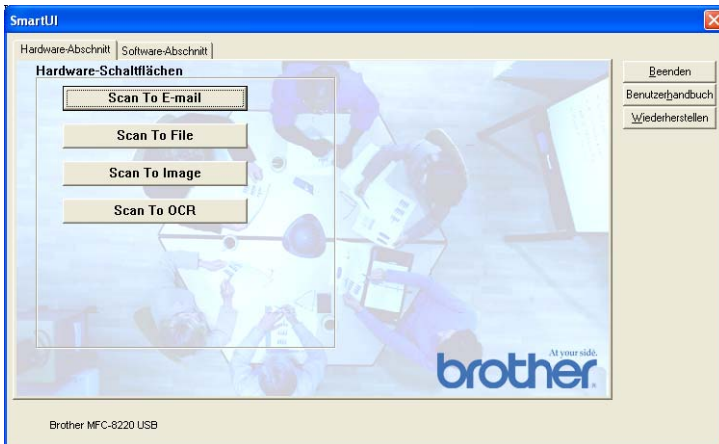 SmartUI
Hardware-Abschnitt Software-Abschnitt
Hardware-Schaltflächen
Scan To E-mail
Scan To File
Scan To Image
Scan To OCR
Beenden
Benutzerhandbuch
Wiederherstellen
At your side.
brother
Brother MFC-8220 USB